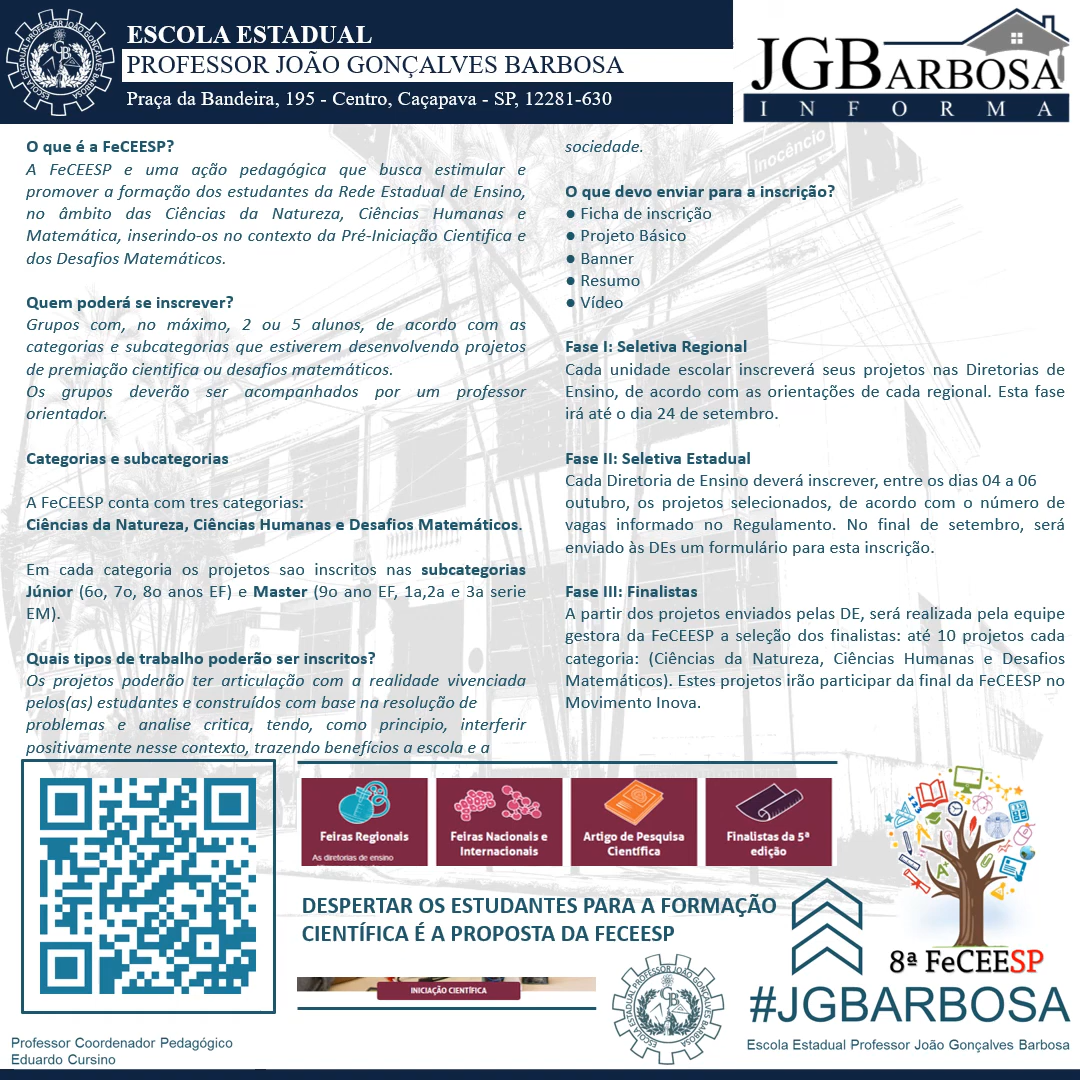 ESCOLA ESTADUAL
PROFESSOR JOÃO GONÇALVES BARBOSA
Praça da Bandeira, 195 - Centro, Caçapava - SP, 12281-630
JGBARBOSA
INFORMA
O que é a FeCEESP?
A FeCEESP e uma ação pedagógica que busca estimular e
promover a formação dos estudantes da Rede Estadual de Ensino,
no âmbito das Ciências da Natureza, Ciências Humanas e
Matemática, inserindo-os no contexto da Pré-Iniciação Cientifica e
dos Desafios Matemáticos.
Quem poderá se inscrever?
Grupos com, no máximo, 2 ou 5 alunos, de acordo com as
categorias e subcategorias que estiverem desenvolvendo projetos
de premiação cientifica ou desafios matemáticos.
Os grupos deverão ser acompanhados por um professor
orientador.
Categorias e subcategorias
A FeCEESP conta com tres categorias:
Ciências da Natureza, Ciências Humanas e Desafios Matemáticos.
Em cada categoria os projetos sao inscritos nas subcategorias
Júnior (6o, 7o, 8o anos EF) e Master (9o ano EF, 1a,2a e 3a serie
EM).
Quais tipos de trabalho poderão ser inscritos?
Os projetos poderão ter articulação com a realidade vivenciada
pelos(as) estudantes e construídos com base na resolução de
problemas e analise critica, tendo, como principio, interferir
positivamente nesse contexto, trazendo benefícios a escola e a
sociedade.
Inocêncio
O que devo enviar para a inscrição?
● Ficha de inscrição
● Projeto Básico
● Banner
● Resumo
● Vídeo
Fase I: Seletiva Regional
Cada unidade escolar inscreverá seus projetos nas Diretorias de
Ensino, de acordo com as orientações de cada regional. Esta fase
irá até o dia 24 de setembro.
Fase II: Seletiva Estadual
Cada Diretoria de Ensino deverá inscrever, entre os dias 04 a 06
outubro, os projetos selecionados, de acordo com o número de
vagas informado no Regulamento. No final de setembro, será
enviado às DEs um formulário para esta inscrição.
Fase III: Finalistas
A partir dos projetos enviados pelas DE, será realizada pela equipe
gestora da FeCEESP a seleção dos finalistas: até 10 projetos cada
categoria: (Ciências da Natureza, Ciências Humanas e Desafios
Matemáticos). Estes projetos irão participar da final da FeCEESP no
Movimento Inova.
Feiras Regionais
As diretorias de ensino
Feiras Nacionais e
Internacionais
Artigo de Pesquisa
Científica
Finalistas da 5ª
edição
DESPERTAR OS ESTUDANTES PARA A FORMAÇÃO
CIENTÍFICA É A PROPOSTA DA FECEESP
INICIAÇÃO CIENTÍFICA
ESCOLA ESTADUAL PROFESSOR JOÃO GONÇALVES BARBOSA
8ª FeCEESP
#JGBARBOSA
Escola Estadual Professor João Gonçalves Barbosa
Professor Coordenador Pedagógico
Eduardo Cursino